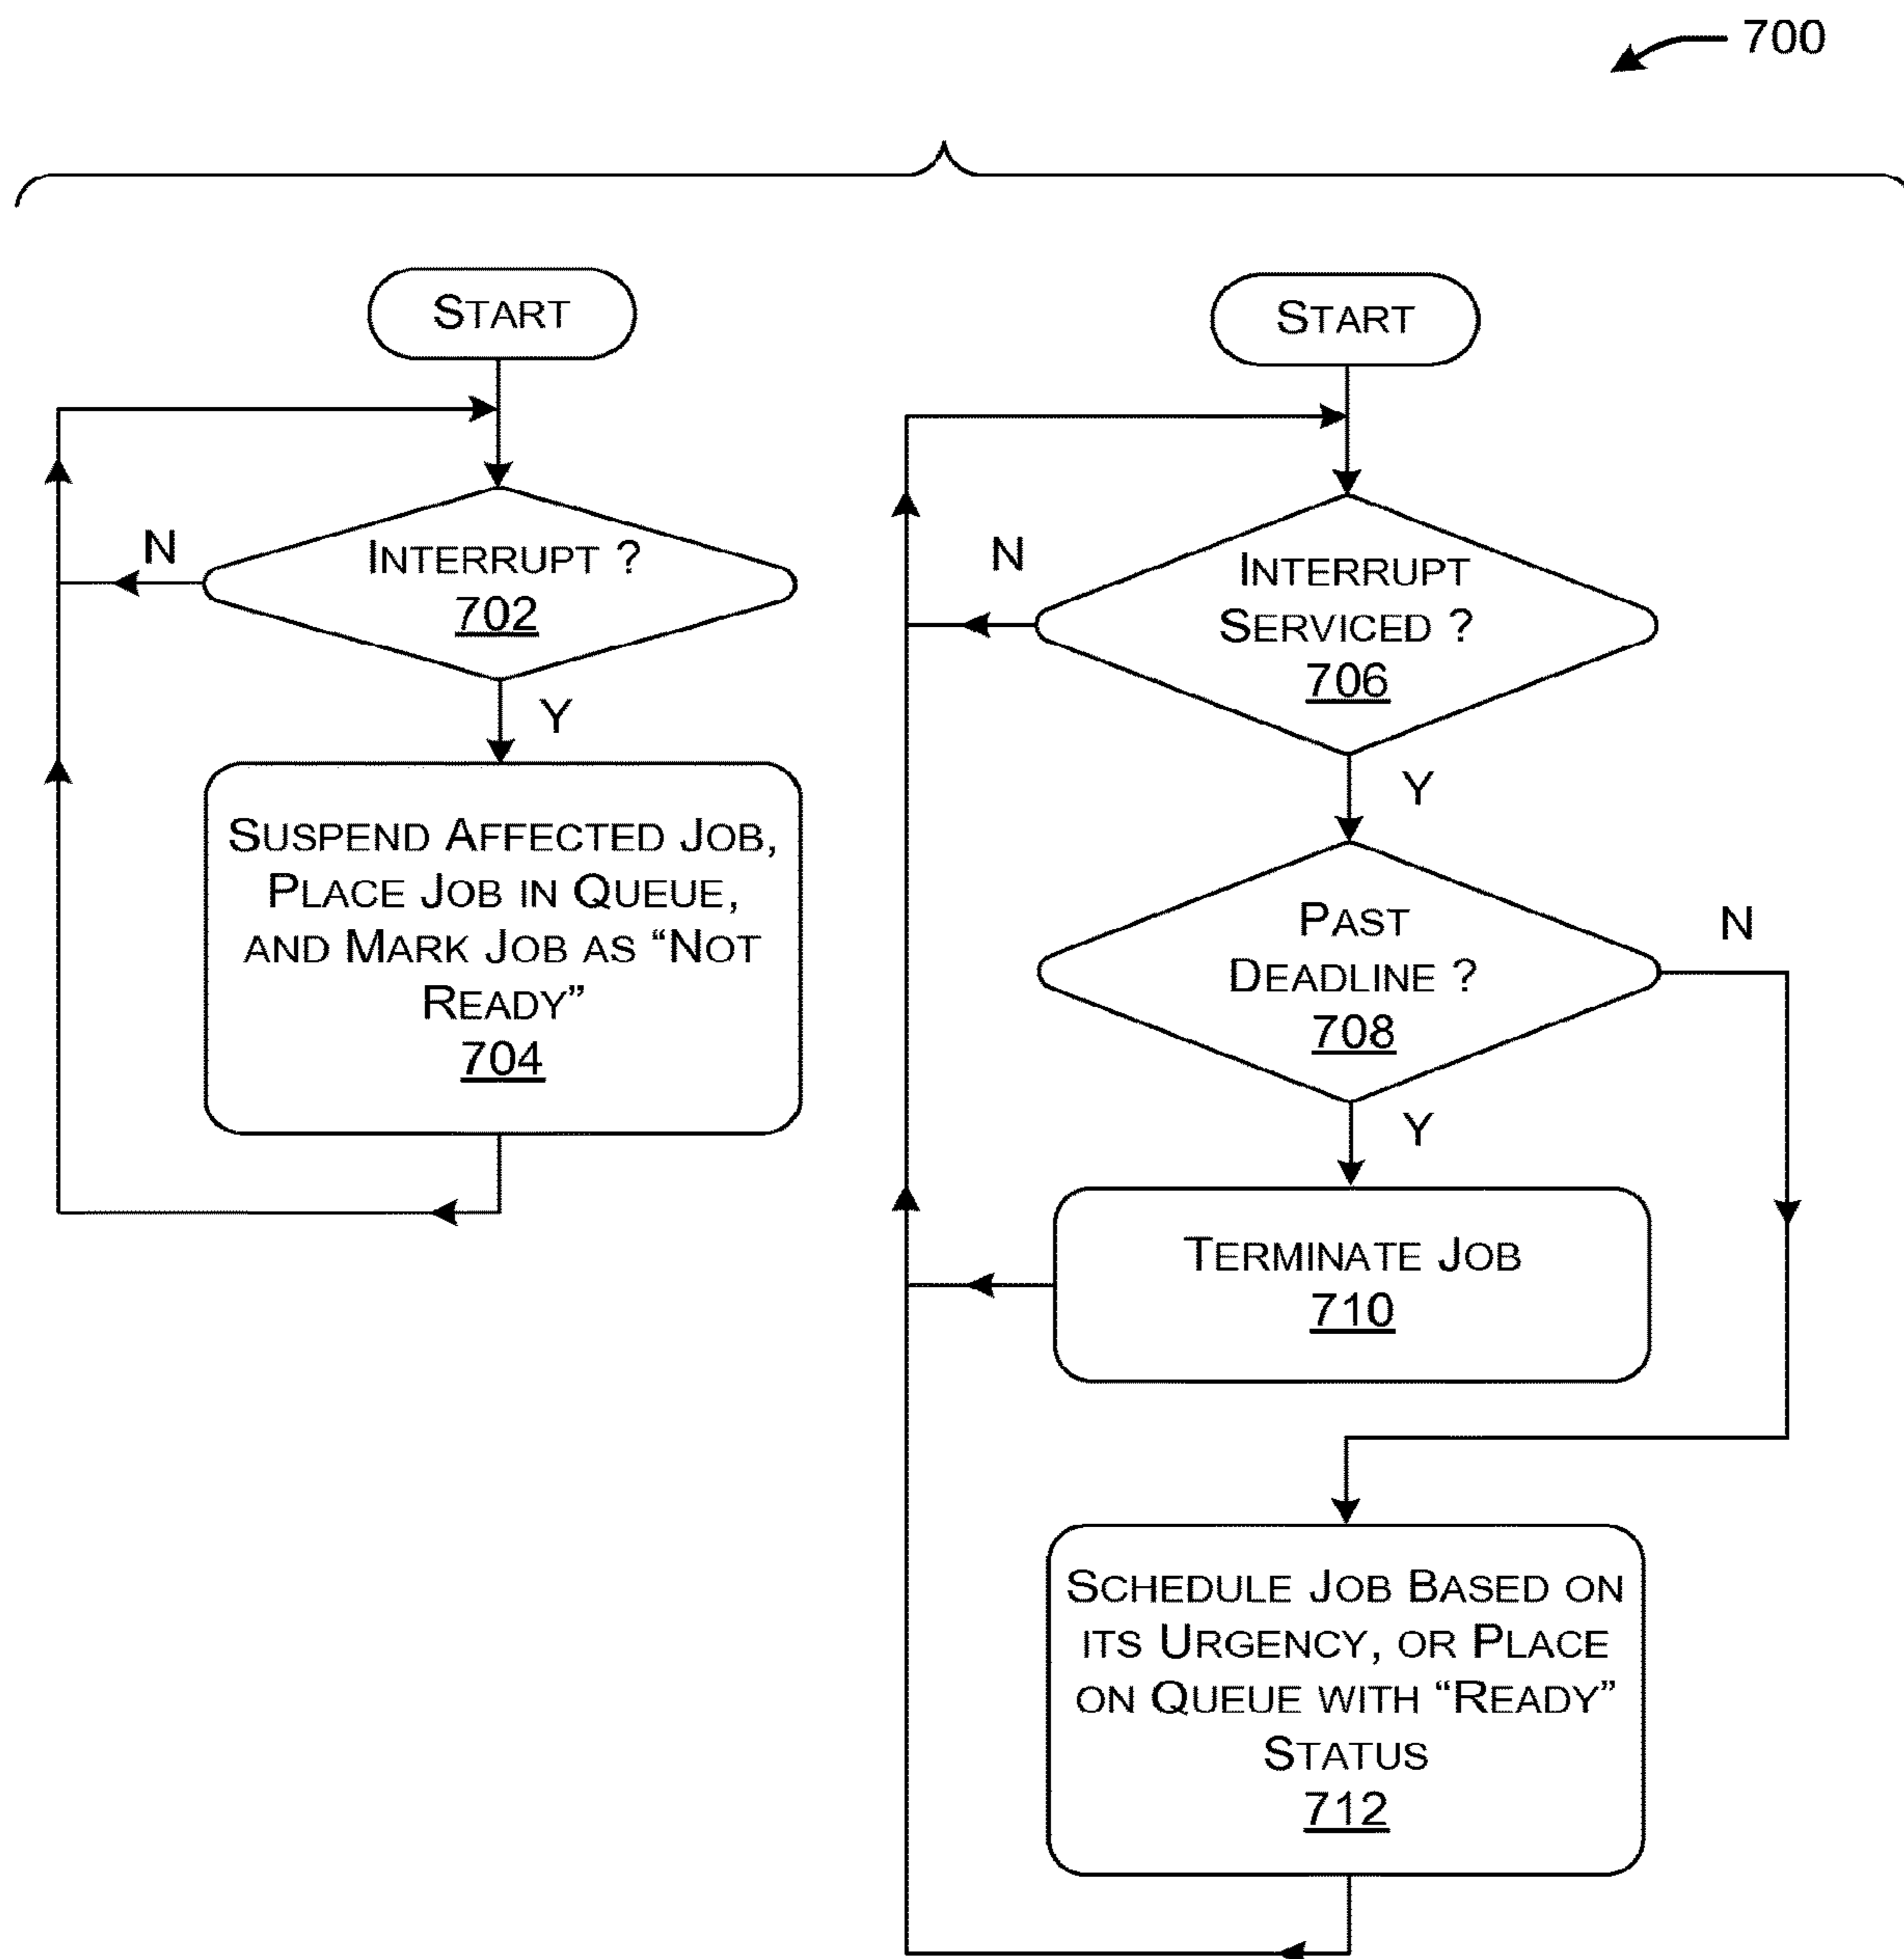 700
START
INTERRUPT ?
702
N
Y
SUSPEND AFFECTED JOB,
PLACE JOB IN QUEUE,
AND MARK JOB AS “NOT
READY”
704
START
INTERRUPT
SERVICED ?
706
N
Y
PAST
DEADLINE ?
708
N
Y
TERMINATE JOB
710
SCHEDULE JOB BASED ON
ITS URGENCY, OR PLACE
ON QUEUE WITH “READY”
STATUS
712